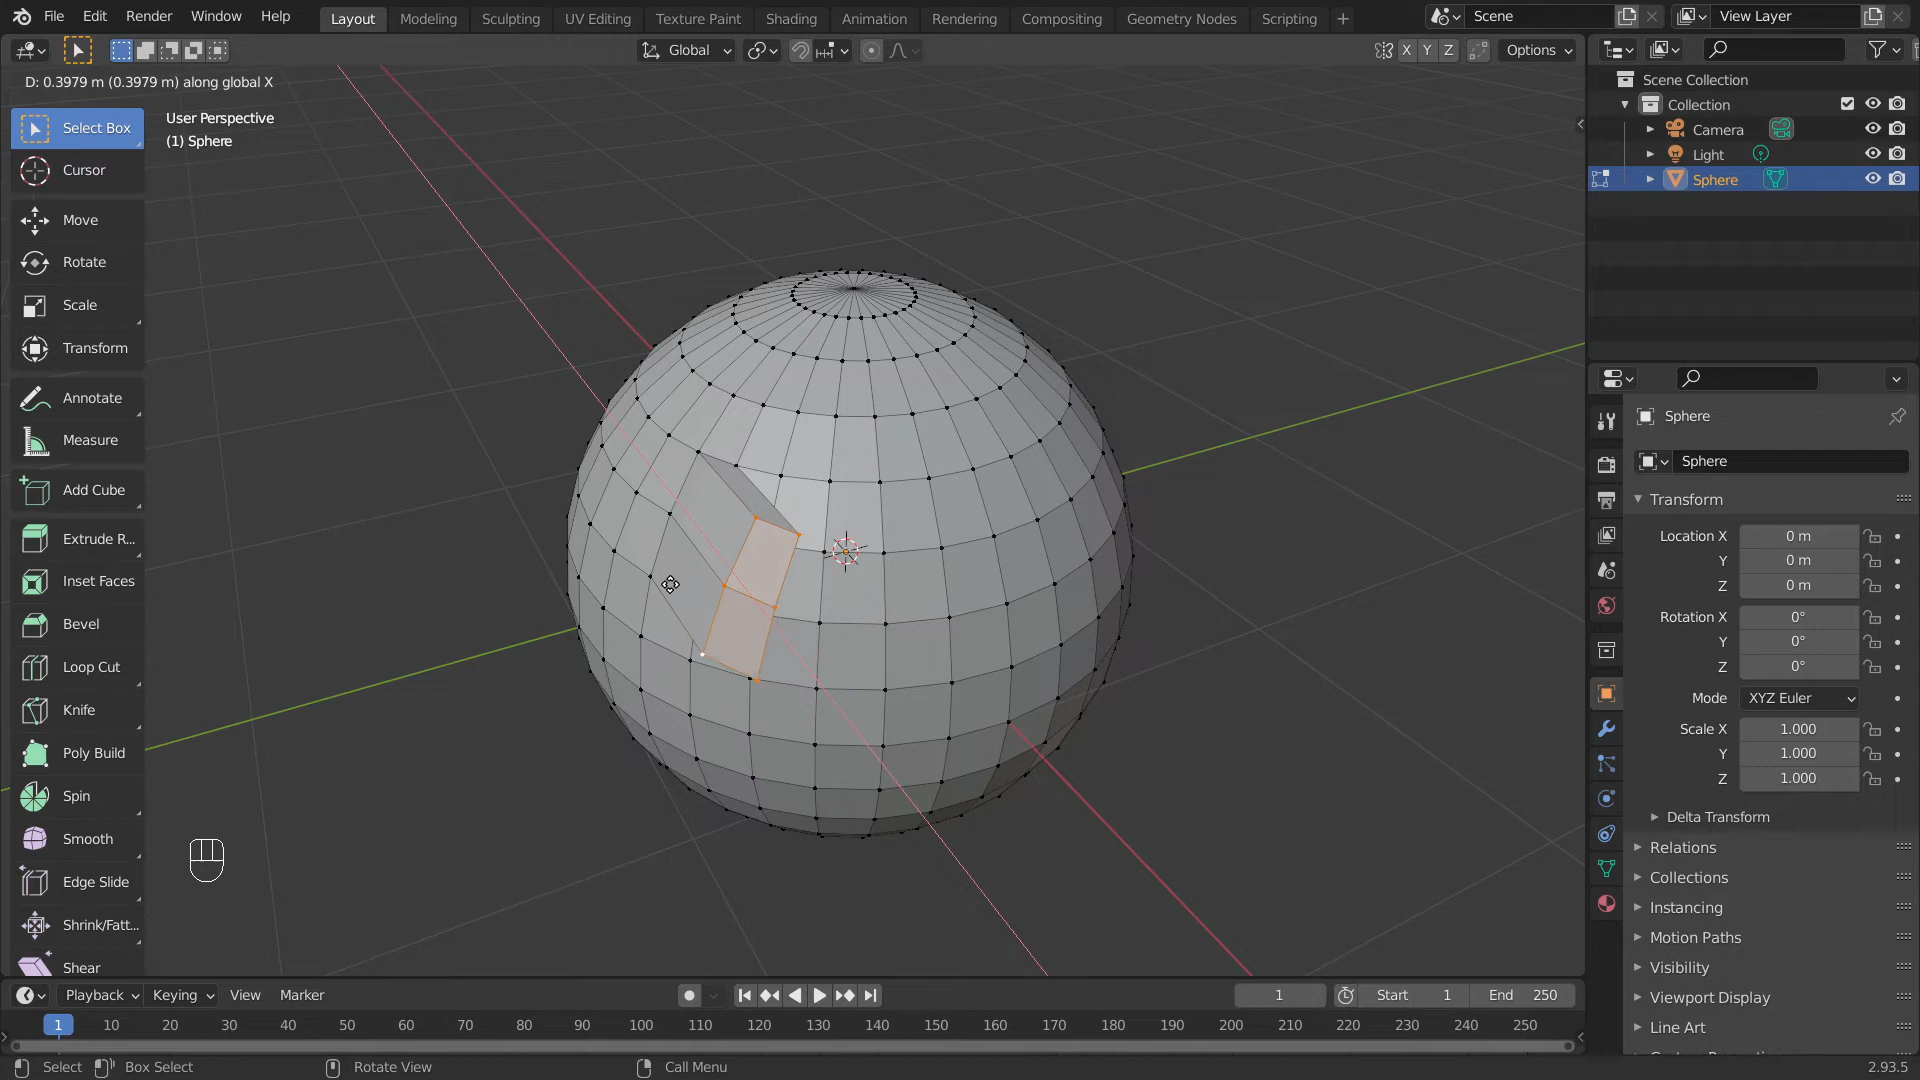 File Edit Render Window Help Layout Modeling Sculpting UV Editing Texture Paint Shading Animation Rendering Compositing Geometry Nodes Scripting + Scene View Layer
Global X Y Z Options
D: 0.3979 m (0.3979 m) along global X
User Perspective
(1) Sphere
Select Box
Cursor
Move
Rotate
Scale
Transform
Annotate
Measure
Add Cube
Extrude R...
Inset Faces
Bevel
Loop Cut
Knife
Poly Build
Spin
Smooth
Edge Slide
Shrink/Fatt...
Shear
Scene Collection
Collection
Camera
Light
Sphere
Sphere
Sphere
Transform
Location X 0 m
Y 0 m
Z 0 m
Rotation X 0°
Y 0°
Z 0°
Mode XYZ Euler
Scale X 1.000
Y 1.000
Z 1.000
Delta Transform
Relations
Collections
Instancing
Motion Paths
Visibility
Viewport Display
Line Art
Playback Keying View Marker 1 Start 1 End 250
1 10 20 30 40 50 60 70 80 90 100 110 120 130 140 150 160 170 180 190 200 210 220 230 240 250
Select Box Select Rotate View Call Menu 2.93.5